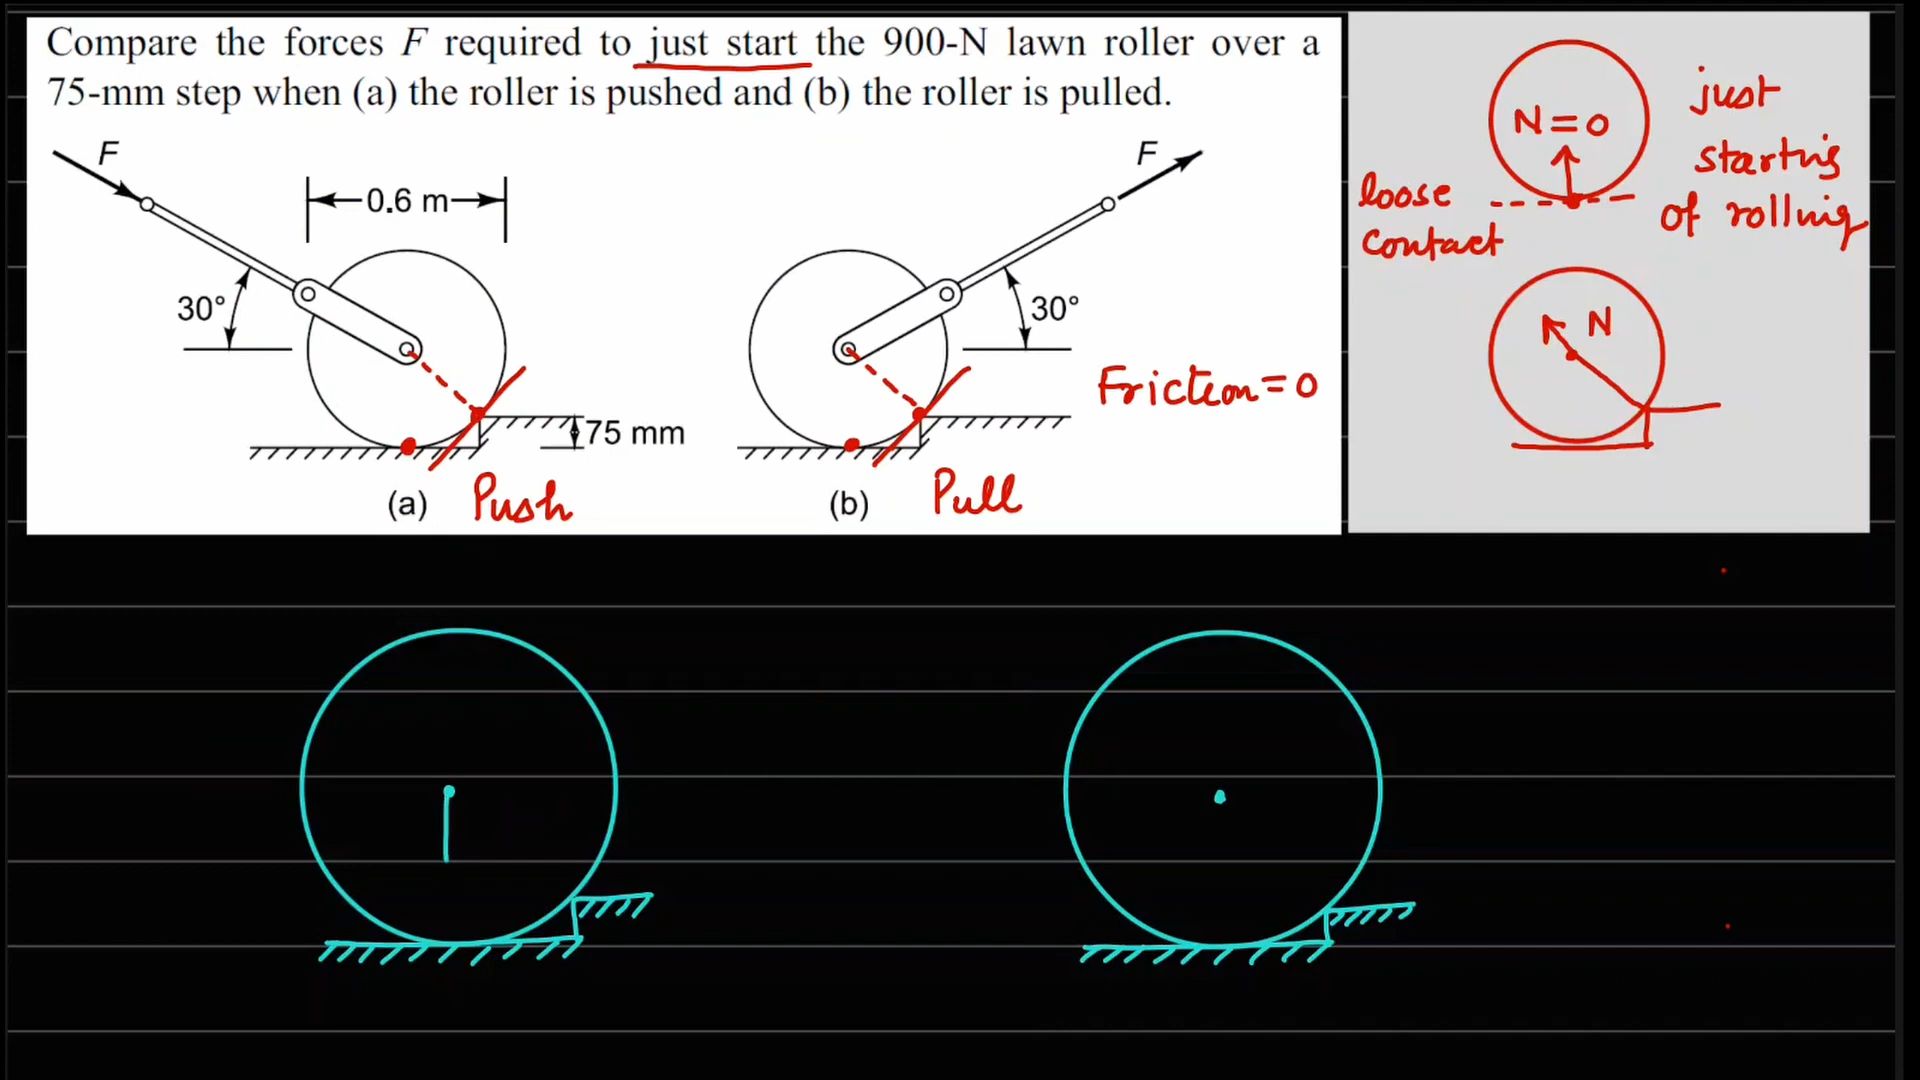 Compare the forces F required to just start the 900-N lawn roller over a
75-mm step when (a) the roller is pushed and (b) the roller is pulled.
F
0.6 m
30°
75 mm
(a)
Push
F
30°
Friction = 0
(b)
Pull
N = 0
just
starting
of rolling
loose
contact
N